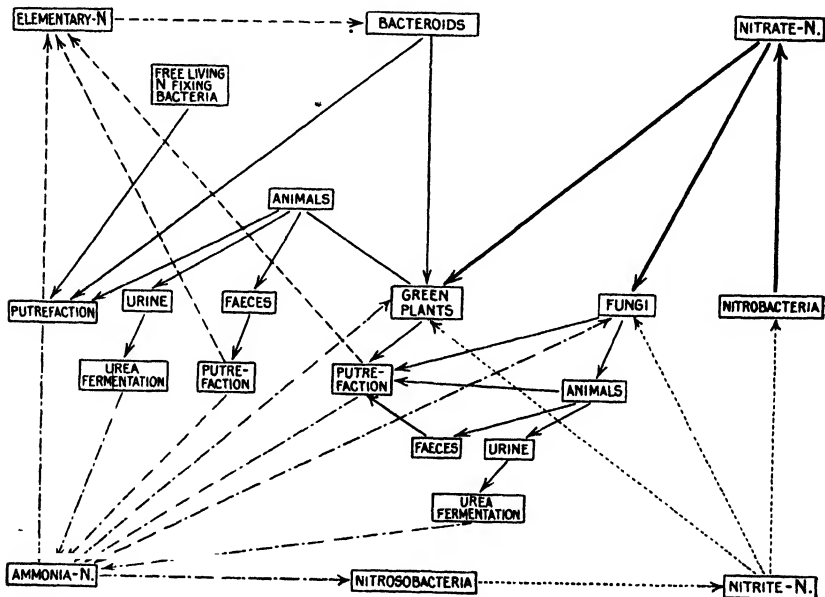 ELEMENTARY-N
BACTEROIDS
NITRATE-N.
FREE LIVING
N FIXING
BACTERIA
ANIMALS
PUTREFACTION
URINE
FAECES
GREEN
PLANTS
FUNGI
NITROBACTERIA
UREA
FERMENTATION
PUTRE-
FACTION
PUTRE-
FACTION
ANIMALS
FAECES
URINE
UREA
FERMENTATION
AMMONIA-N.
NITROSOBACTERIA
NITRITE-N.